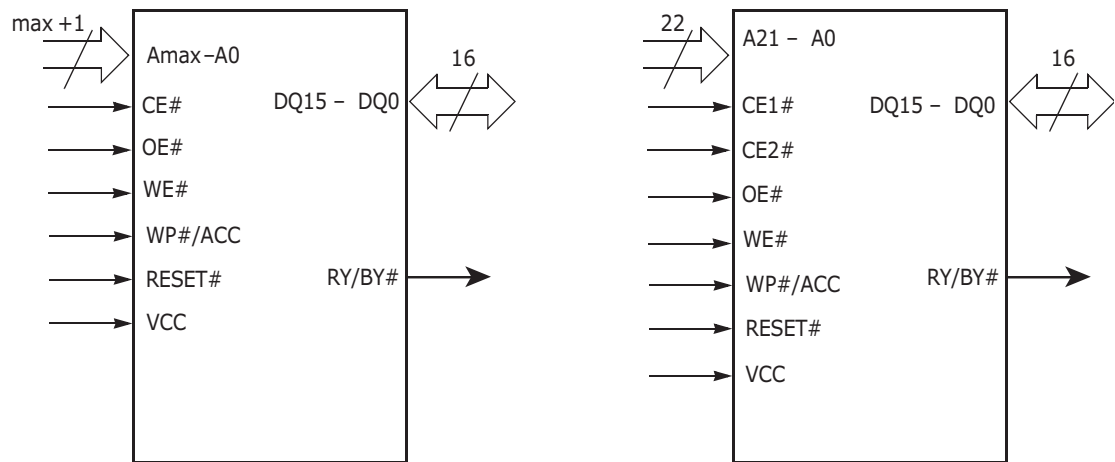 max +1
Amax–A0
16
CE#
DQ15 – DQ0
OE#
WE#
WP#/ACC
RESET#
RY/BY#
VCC
22
A21 – A0
16
CE1#
DQ15 – DQ0
CE2#
OE#
WE#
WP#/ACC
RY/BY#
RESET#
VCC